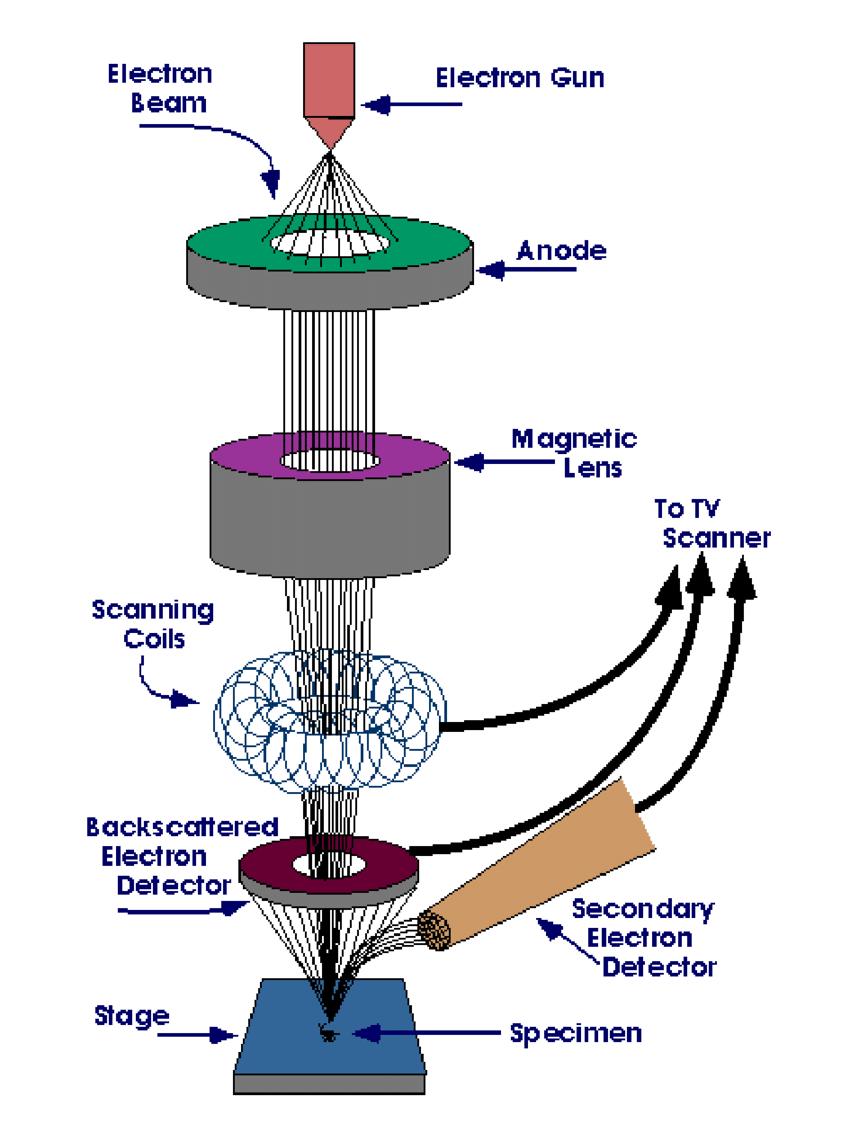 Electron
Beam
Electron Gun
Anode
Magnetic
Lens
To TV
Scanner
Scanning
Coils
Backscattered
Electron
Detector
Secondary
Electron
Detector
Stage
Specimen